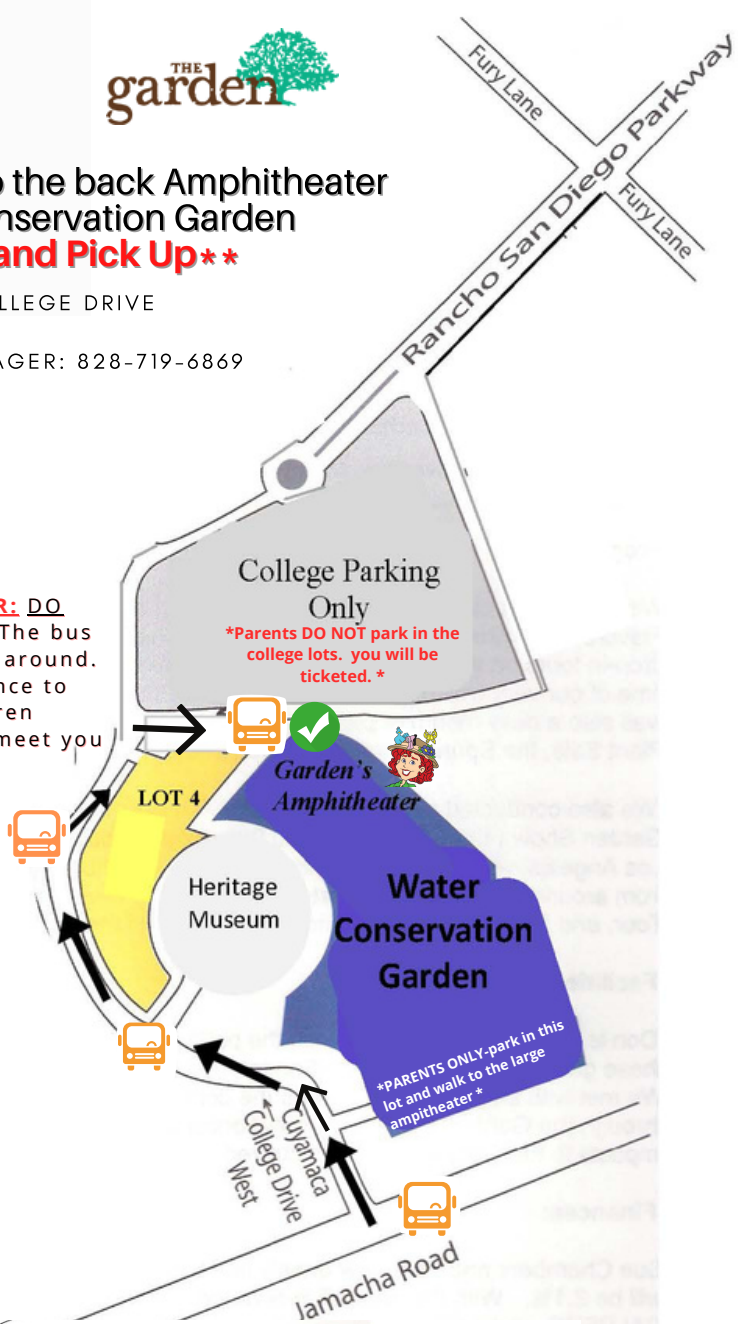 THE
garden
the back Amphitheater
nservation Garden
and Pick Up**
LLEGE DRIVE
AGER: 828-719-6869
Fury Lane
Rancho San Diego Parkway
Fury Lane
College Parking
Only
*Parents DO NOT park in the
college lots. you will be
ticketed. *
R: DO
The bus
around.
nce to
ren
meet you
LOT 4
Garden's
Amphitheater
Heritage
Museum
Water
Conservation
Garden
*PARENTS ONLY-park in this
lot and walk to the large
ampitheater *
Cuyamaca
College Drive
West
Jamacha Road